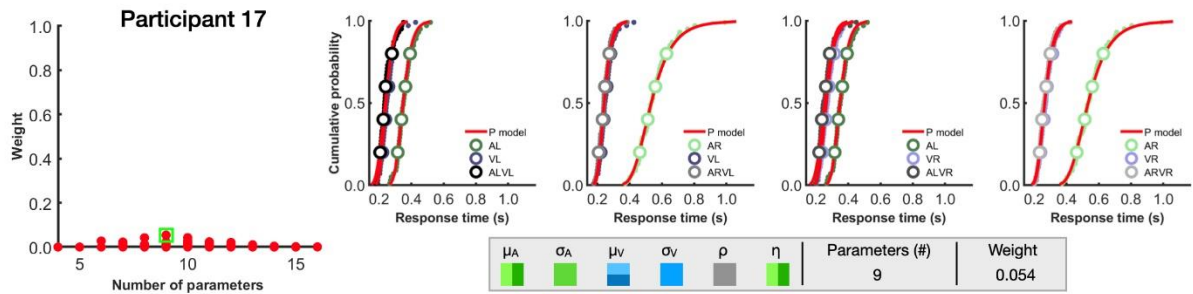 Participant 17
1.0
0.8
0.6
0.4
0.2
0.0
Weight
5 10 15
Number of parameters
Cumulative probability
1.0
0.5
0.0
P model
AL
VL
ALVL
0.2 0.4 0.6 0.8 1.0
Response time (s)
1.0
0.5
0.0
P model
AR
VL
ARVL
0.2 0.4 0.6 0.8 1.0
Response time (s)
1.0
0.5
0.0
P model
AL
VR
ALVR
0.2 0.4 0.6 0.8 1.0
Response time (s)
1.0
0.5
0.0
P model
AR
VR
ARVR
0.2 0.4 0.6 0.8 1.0
Response time (s)
μA σA μV σV ρ η Parameters (#) Weight
9 0.054